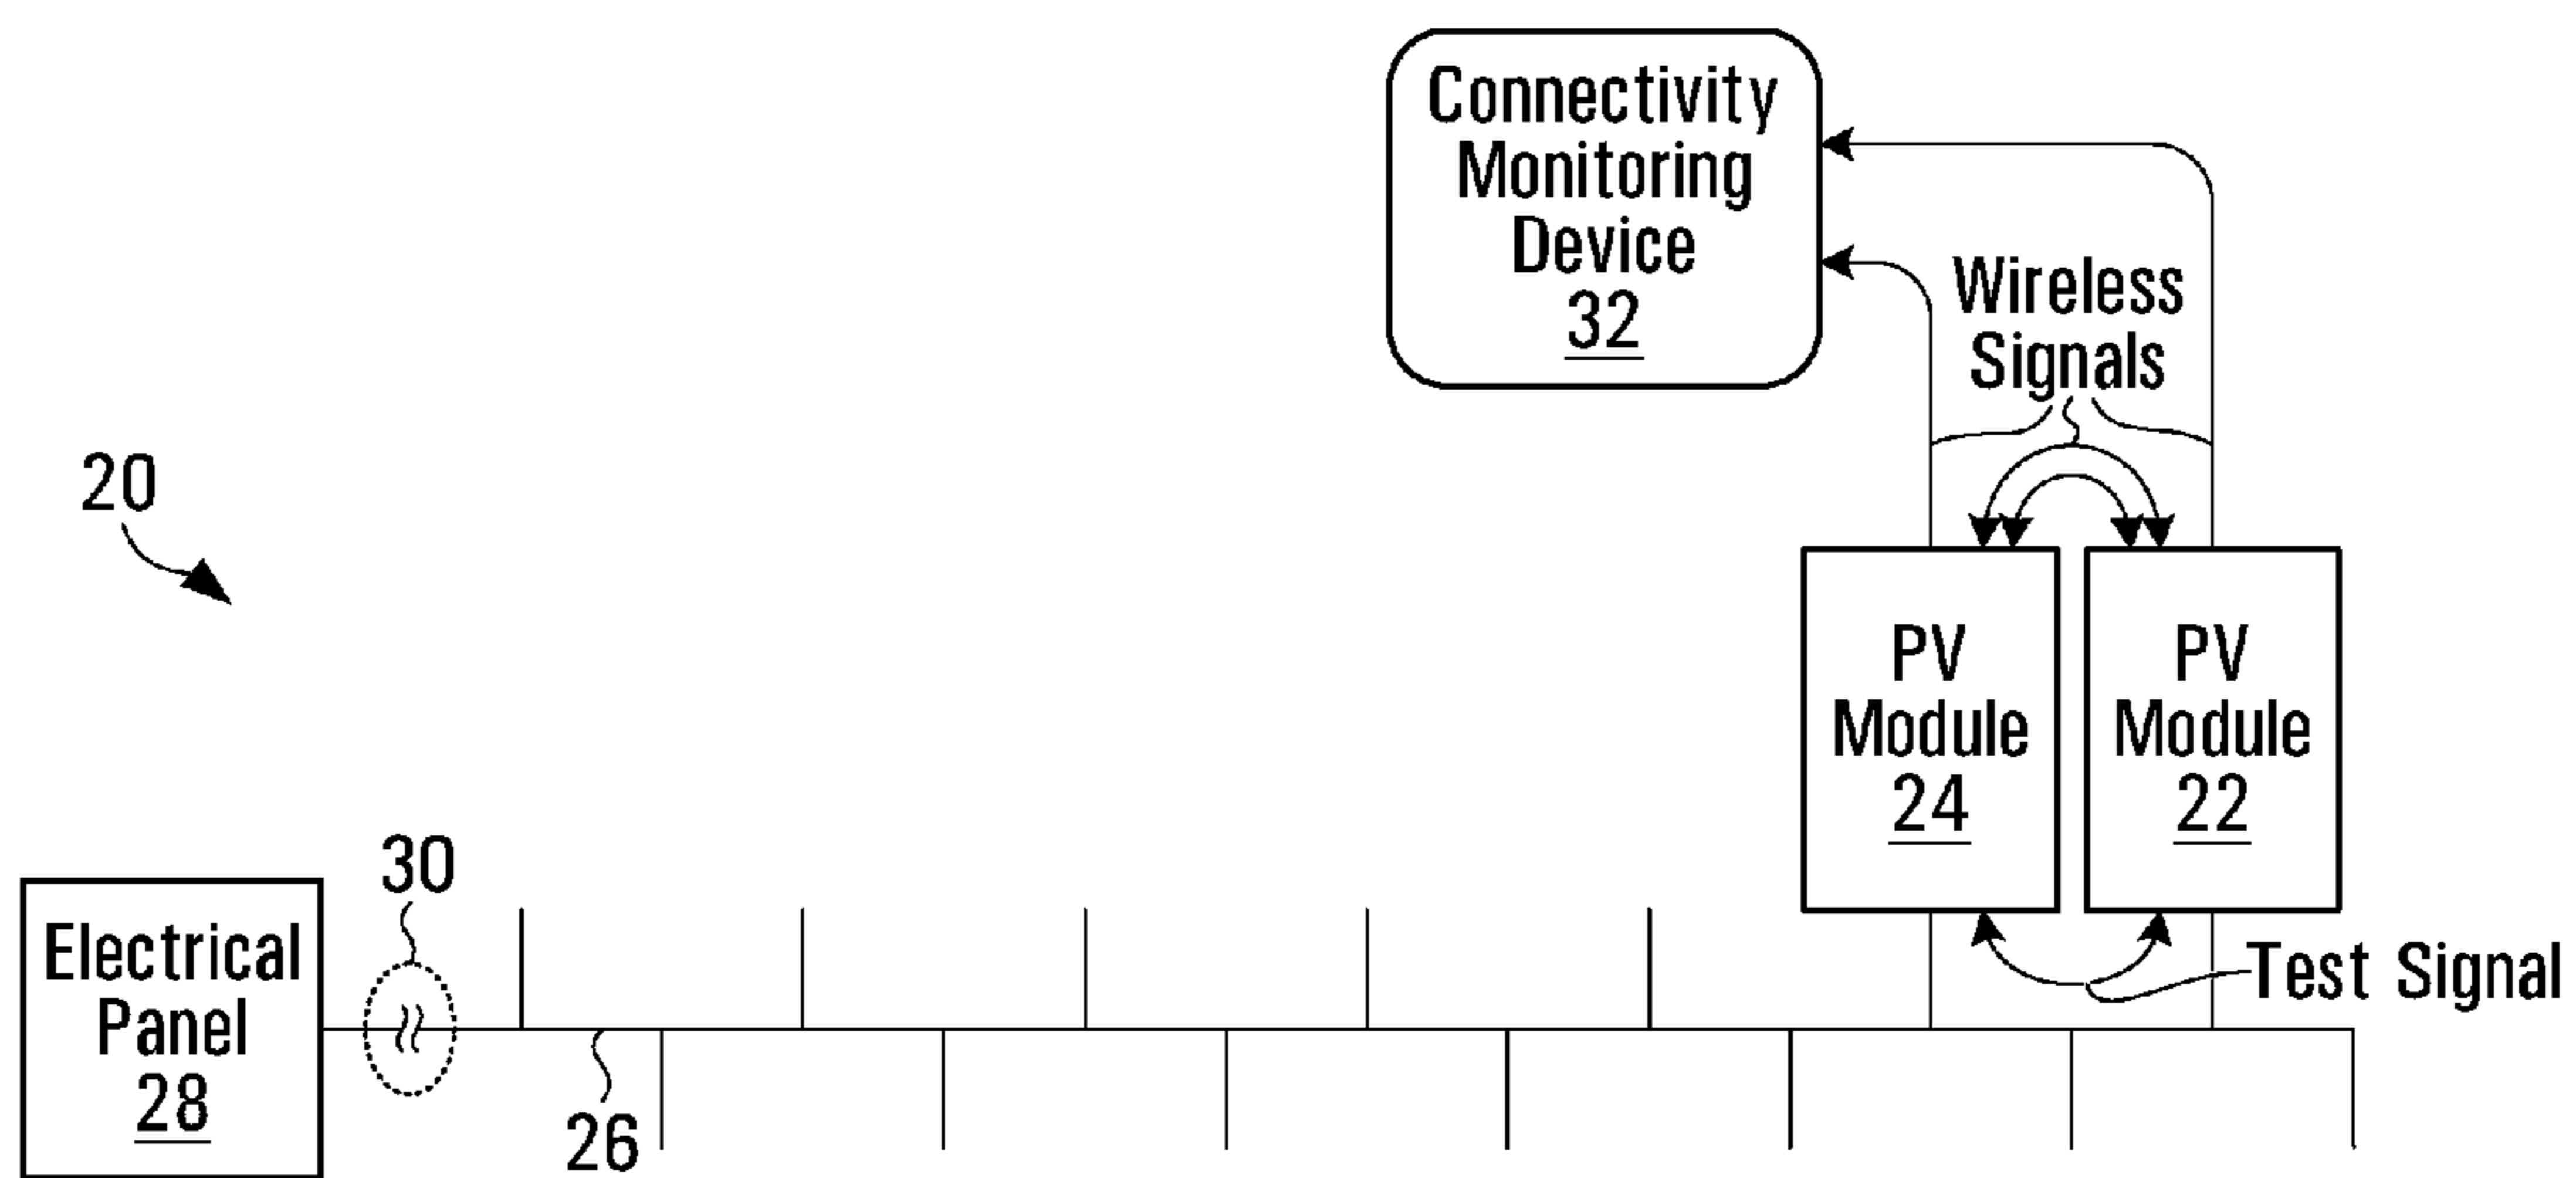 Connectivity
Monitoring
Device
32
Wireless
Signals
20
PV
Module
24
PV
Module
22
30
Electrical
Panel
28
Test Signal
26